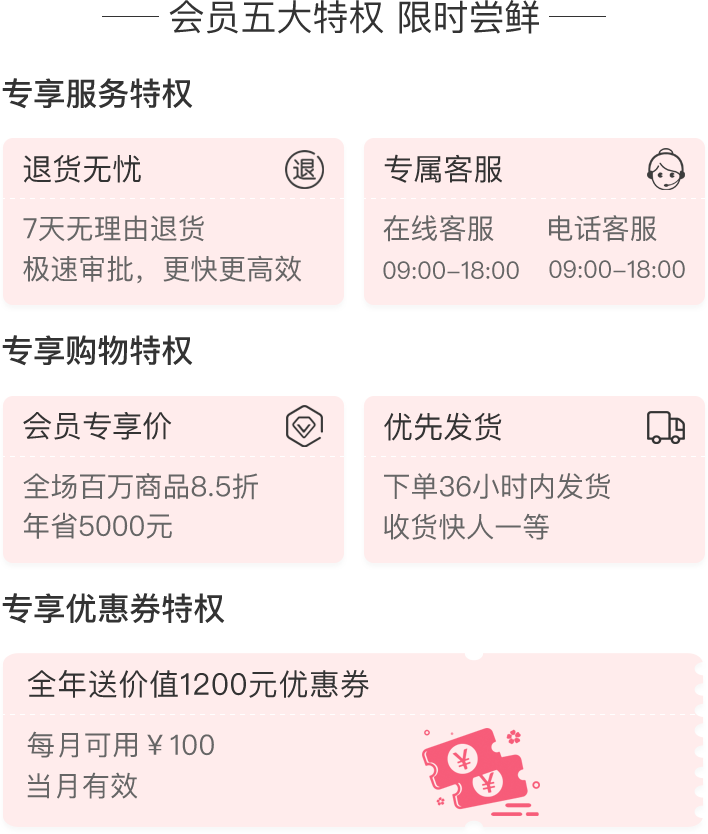 会员五大特权 限时尝鲜
专享服务特权
退货无忧
退
7天无理由退货
极速审批，更快更高效
专属客服
在线客服 电话客服
09:00-18:00 09:00-18:00
专享购物特权
会员专享价
全场百万商品8.5折
年省5000元
优先发货
下单36小时内发货
收货快人一等
专享优惠券特权
全年送价值1200元优惠券
每月可用￥100
当月有效
¥
¥